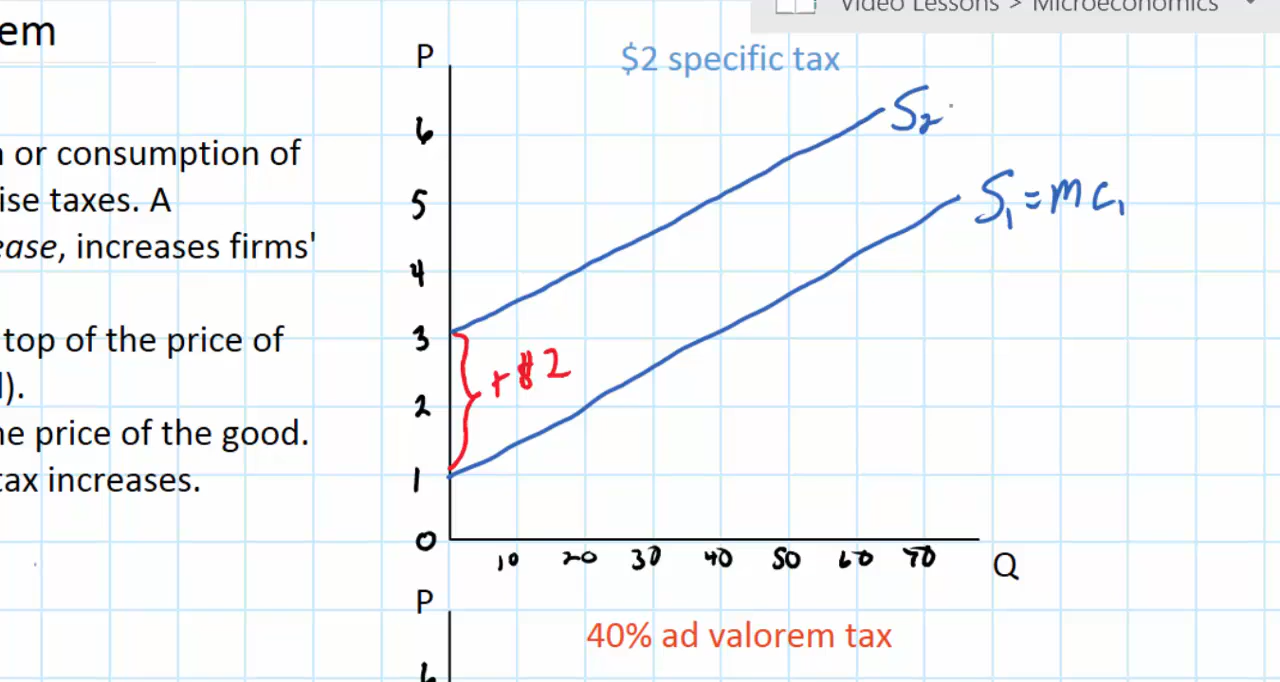 em
Video Lessons > Microeconomics
P
$2 specific tax
S₂
6
n or consumption of
S₁ = MC₁
ise taxes. A
5
ease, increases firms'
4
top of the price of
3
+$2
l).
2
ne price of the good.
tax increases.
1
0
10 20 30 40 50 60 70
Q
P
40% ad valorem tax
6